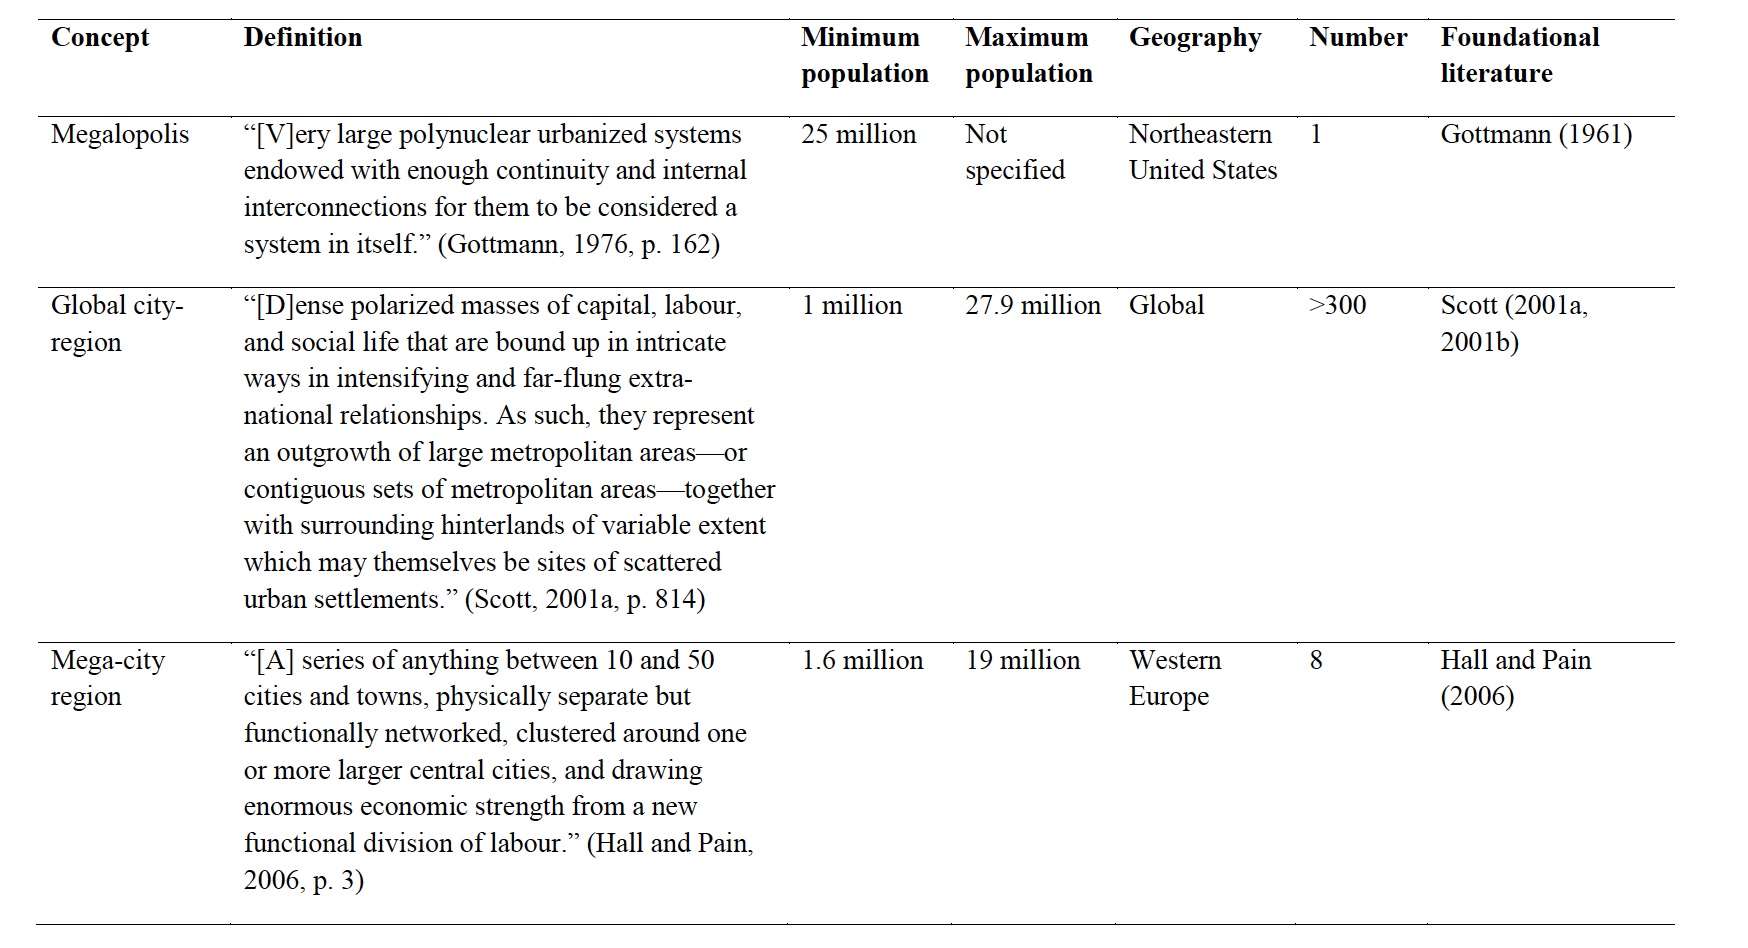 Concept Definition Minimum population Maximum population Geography Number Foundational literature
Megalopolis
“[V]ery large polynuclear urbanized systems
endowed with enough continuity and internal
interconnections for them to be considered a
system in itself.” (Gottmann, 1976, p. 162)
25 million
Not
specified
Northeastern
United States
1
Gottmann (1961)
Global city-
region
“[D]ense polarized masses of capital, labour,
and social life that are bound up in intricate
ways in intensifying and far-flung extra-
national relationships. As such, they represent
an outgrowth of large metropolitan areas—or
contiguous sets of metropolitan areas—together
with surrounding hinterlands of variable extent
which may themselves be sites of scattered
urban settlements.” (Scott, 2001a, p. 814)
1 million
27.9 million
Global
>300
Scott (2001a,
2001b)
Mega-city
region
“[A] series of anything between 10 and 50
cities and towns, physically separate but
functionally networked, clustered around one
or more larger central cities, and drawing
enormous economic strength from a new
functional division of labour.” (Hall and Pain,
2006, p. 3)
1.6 million
19 million
Western
Europe
8
Hall and Pain
(2006)